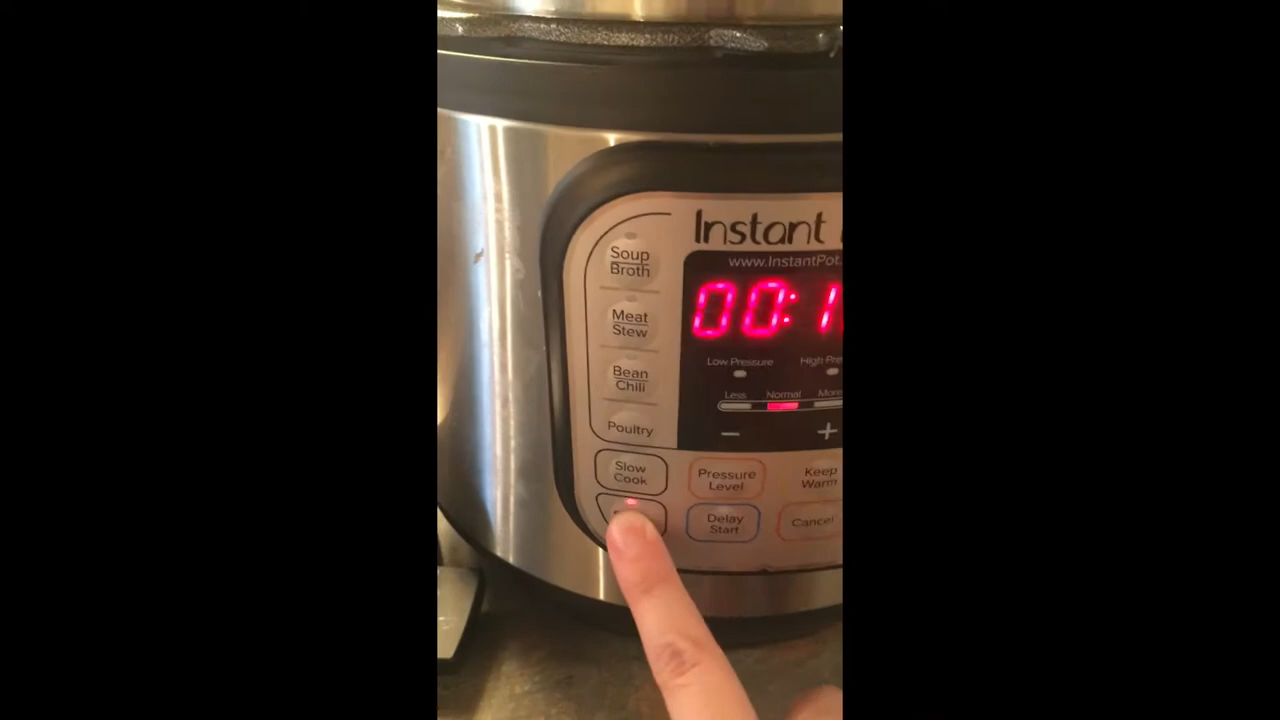 Instant
www.InstantPot.
Soup
Broth
00:1
Meat
Stew
Low Pressure
High Pre
Bean
Chili
Less
Normal
More
Poultry
- +
Slow
Cook
Pressure
Level
Keep
Warm
Delay
Start
Cancel